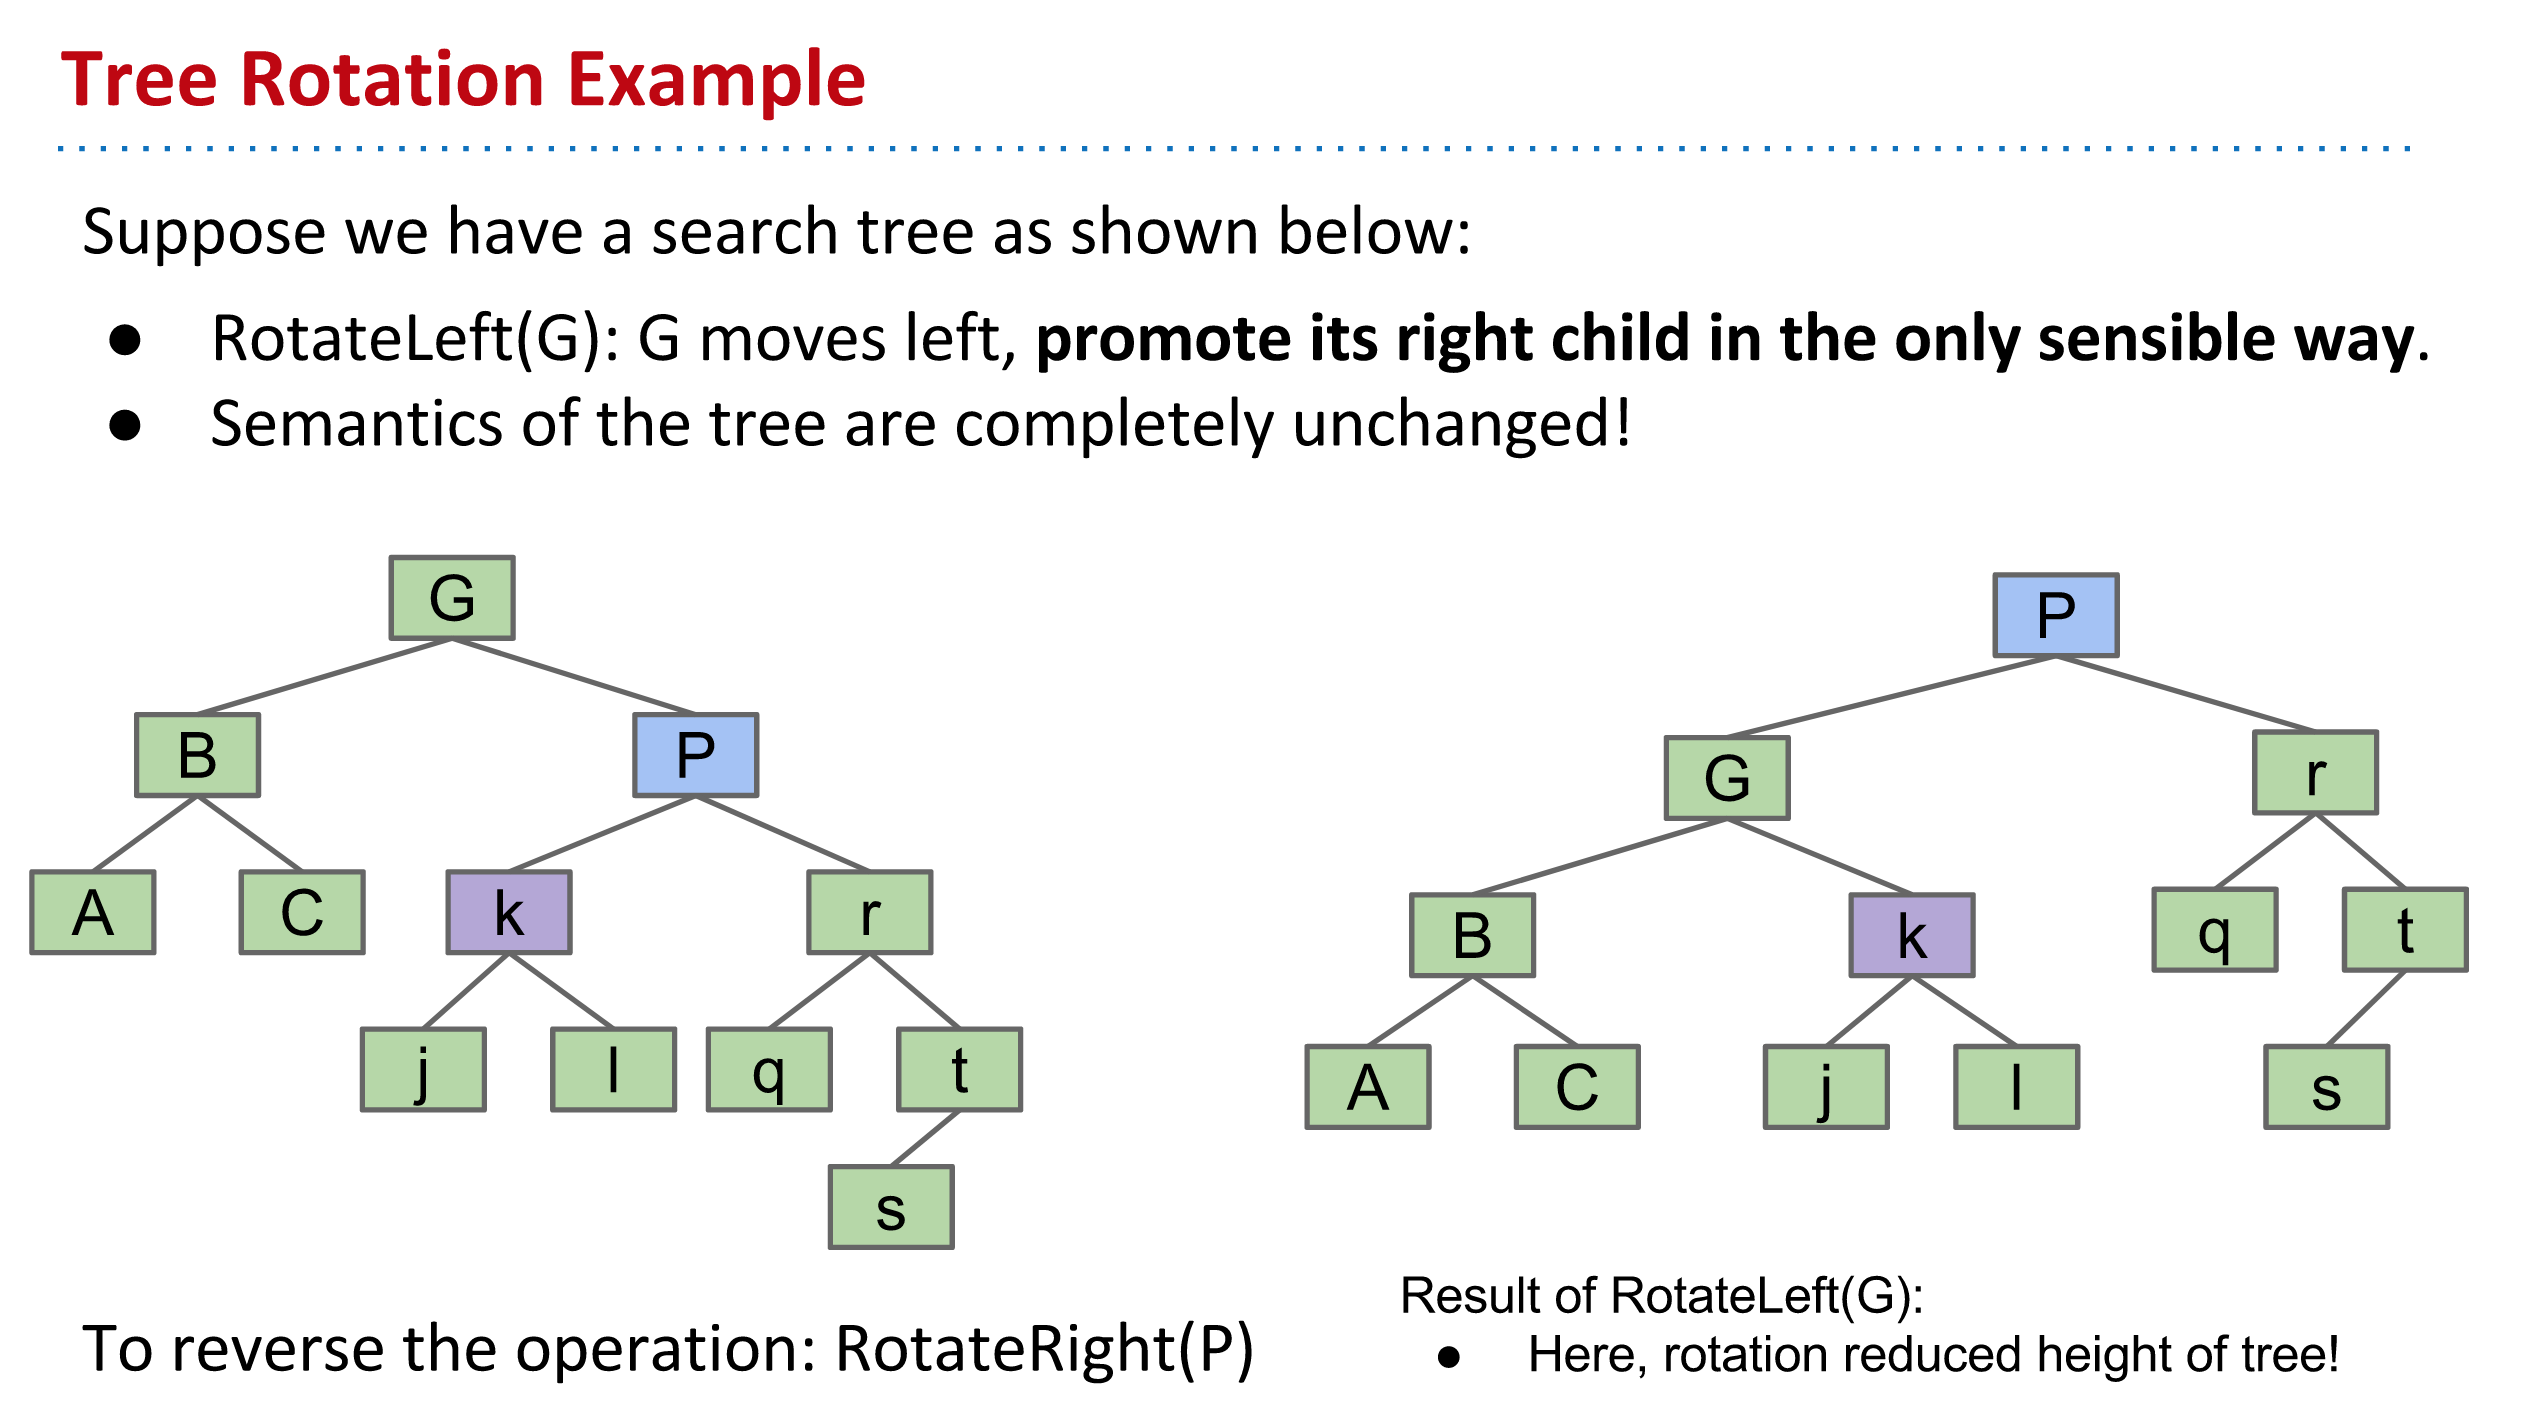 Tree Rotation Example
Suppose we have a search tree as shown below:
● RotateLeft(G): G moves left, promote its right child in the only sensible way.
● Semantics of the tree are completely unchanged!
G
B P
A C k r
j l q t
s
P
G r
B k q t
A C j l s
To reverse the operation: RotateRight(P)
Result of RotateLeft(G):
● Here, rotation reduced height of tree!